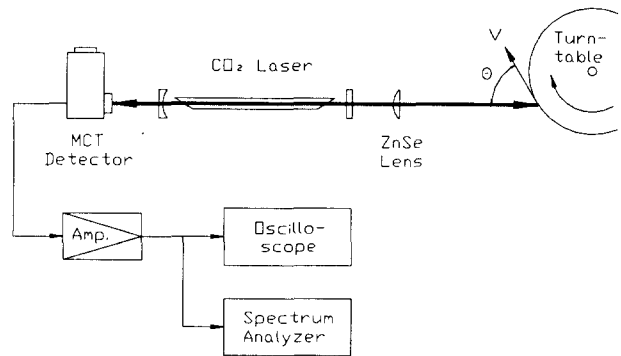 CO₂ Laser
V
Turn-
table
Θ
MCT
Detector
ZnSe
Lens
Amp.
Oscillo-
scope
Spectrum
Analyzer